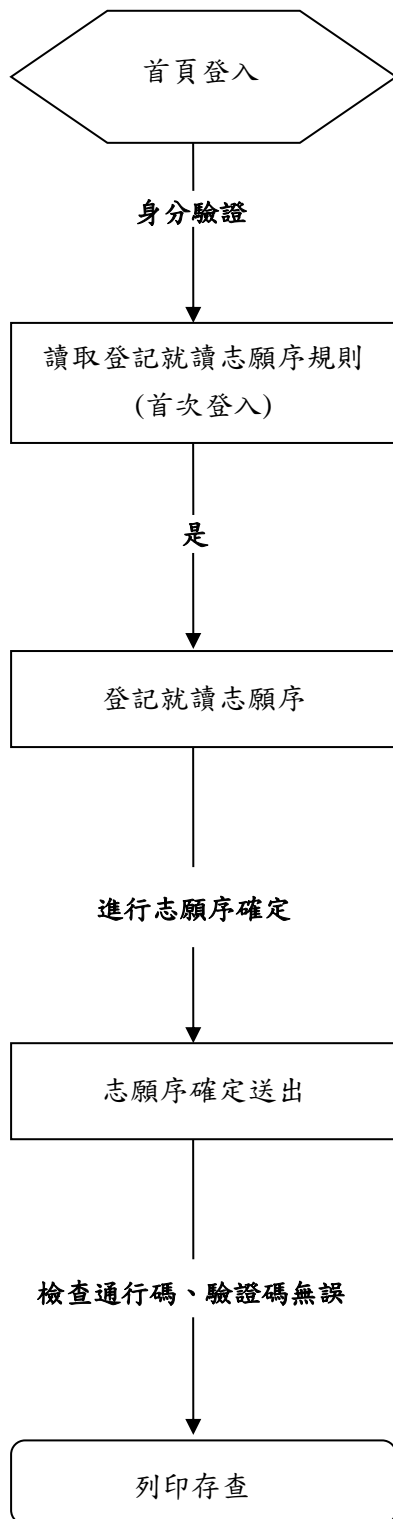 首頁登入
身分驗證
讀取登記就讀志願序規則
(首次登入)
是
登記就讀志願序
進行志願序確定
志願序確定送出
檢查通行碼、驗證碼無誤
列印存查